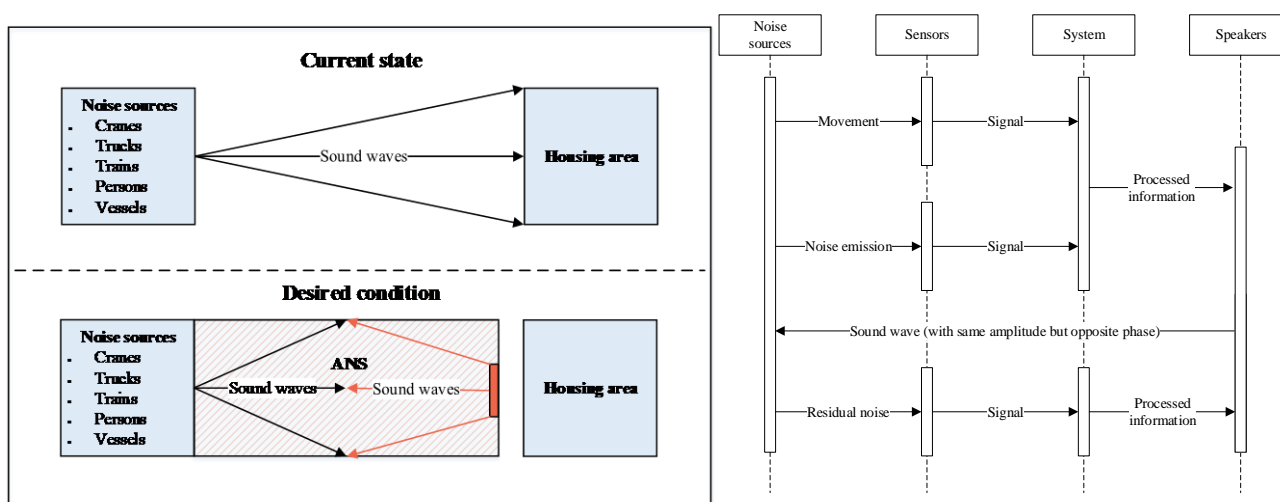 Current state
Noise sources
. Cranes
. Trucks
. Trains
. Persons
. Vessels
Sound waves
Housing area
Desired condition
Noise sources
. Cranes
. Trucks
. Trains
. Persons
. Vessels
ANS
Sound waves
Sound waves
Housing area
Noise
sources
Sensors
System
Speakers
Movement
Signal
Processed
information
Noise emission
Signal
Sound wave (with same amplitude but opposite phase)
Residual noise
Signal
Processed
information